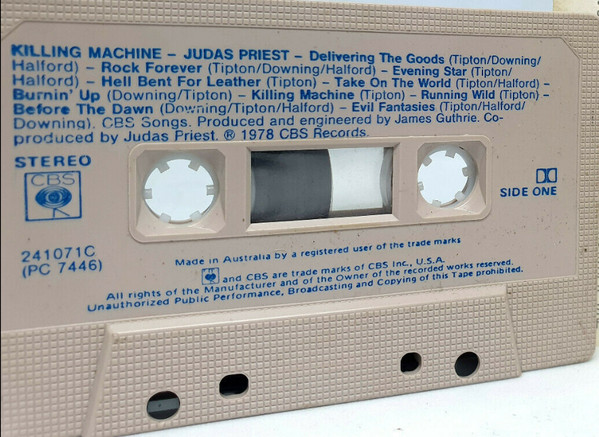 KILLING MACHINE – JUDAS PRIEST – Delivering The Goods (Tipton/Downing/
Halford) – Rock Forever (Tipton/Downing/Halford) – Evening Star (Tipton/
Halford) – Hell Bent For Leather (Tipton) – Take On The World (Tipton/Halford) –
Burnin' Up (Downing/Tipton) – Killing Machine (Tipton) – Running Wild (Tipton) –
Before The Dawn (Downing/Tipton/Halford) – Evil Fantasies (Tipton/Halford/
Downing). CBS Songs. Produced and engineered by James Guthrie. Co-
produced by Judas Priest. ℗ 1978 CBS Records.
STEREO
CBS
SIDE ONE
241071C
(PC 7446)
Made in Australia by a registered user of the trade marks
and CBS are trade marks of CBS Inc., U.S.A.
All rights of the Manufacturer and of the Owner of the recorded works reserved.
Unauthorized Public Performance, Broadcasting and Copying of this Tape prohibited.